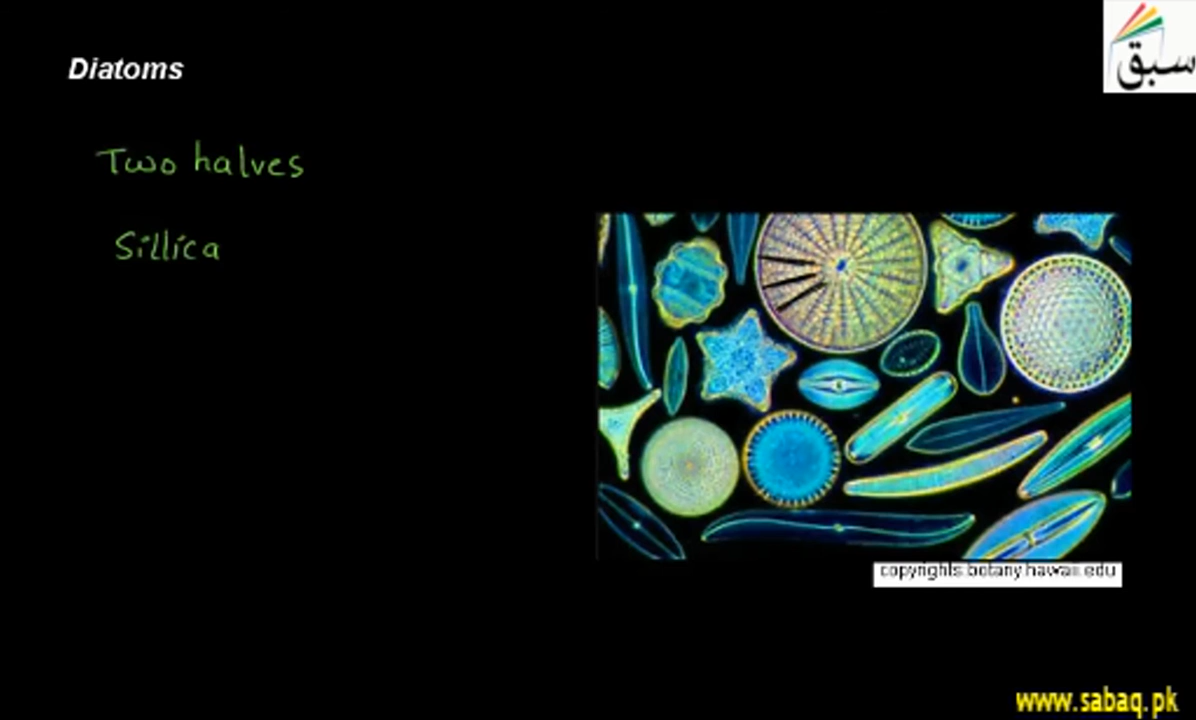 Diatoms
سبق
Two halves
Sillica
copyrights botany.hawaii.edu
www.sabaq.pk